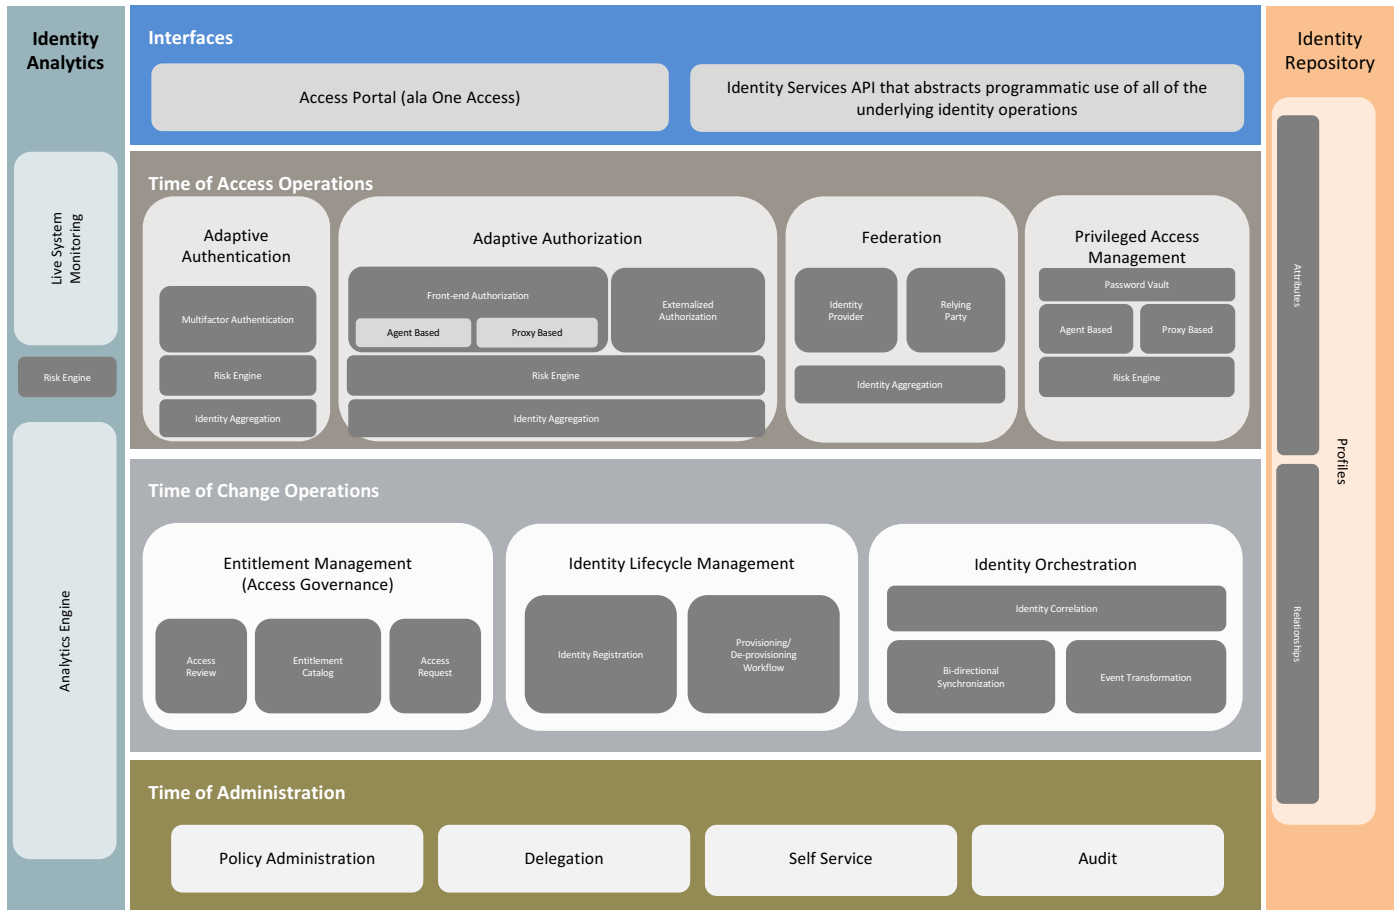 Identity
Analytics
Live System
Monitoring
Risk Engine
Analytics Engine
Interfaces
Access Portal (ala One Access)
Identity Services API that abstracts programmatic use of all of the
underlying identity operations
Time of Access Operations
Adaptive
Authentication
Multifactor Authentication
Risk Engine
Identity Aggregation
Adaptive Authorization
Front-end Authorization
Agent Based
Proxy Based
Externalized
Authorization
Risk Engine
Identity Aggregation
Federation
Identity
Provider
Relying
Party
Identity Aggregation
Privileged Access
Management
Password Vault
Agent Based
Proxy Based
Risk Engine
Time of Change Operations
Entitlement Management
(Access Governance)
Access
Review
Entitlement
Catalog
Access
Request
Identity Lifecycle Management
Identity Registration
Provisioning/
De-provisioning
Workflow
Identity Orchestration
Identity Correlation
Bi-directional
Synchronization
Event Transformation
Time of Administration
Policy Administration
Delegation
Self Service
Audit
Identity
Repository
Attributes
Relationships
Profiles